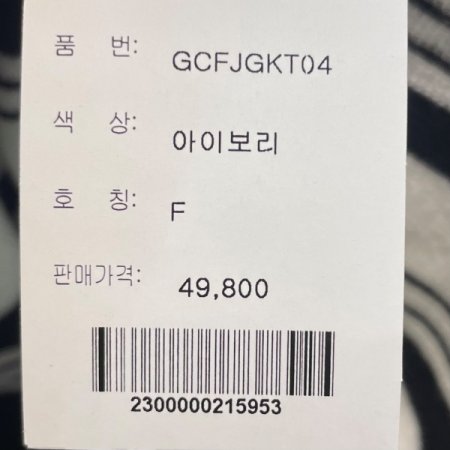 품 번: GCFJGKT04
색 상: 아이보리
호 칭: F
판매가격: 49,800
2300000215953